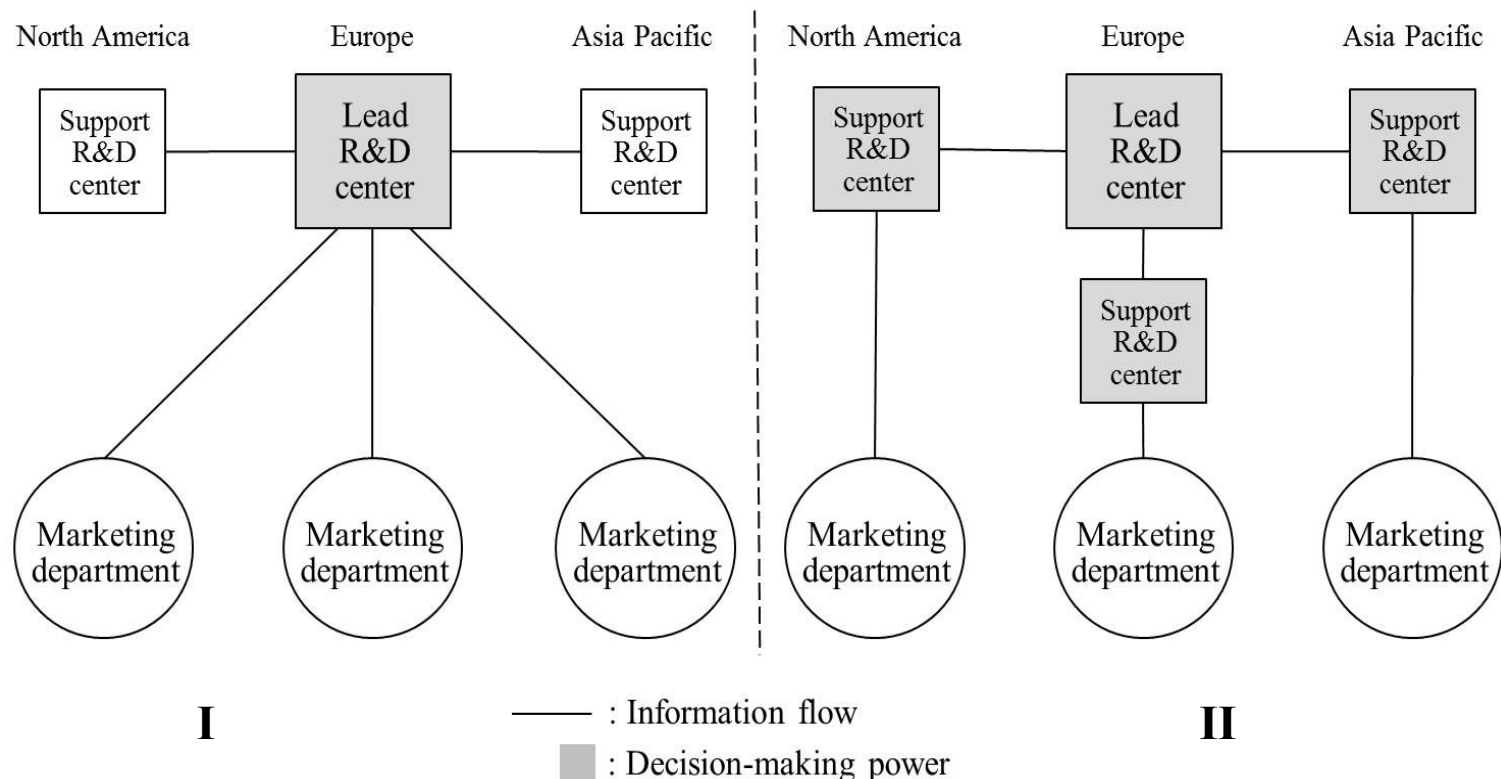 North America
Europe
Asia Pacific
Support
R&D
center
Lead
R&D
center
Support
R&D
center
Marketing
department
Marketing
department
Marketing
department
I
North America
Europe
Asia Pacific
Support
R&D
center
Lead
R&D
center
Support
R&D
center
Support
R&D
center
Marketing
department
Marketing
department
Marketing
department
II
: Information flow
: Decision-making power